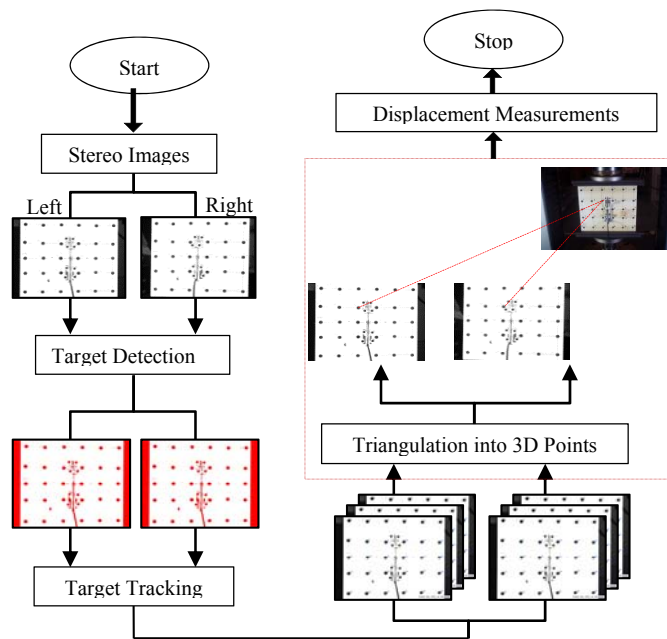 Start
Stereo Images
Left
Right
Target Detection
Target Tracking
Triangulation into 3D Points
Displacement Measurements
Stop